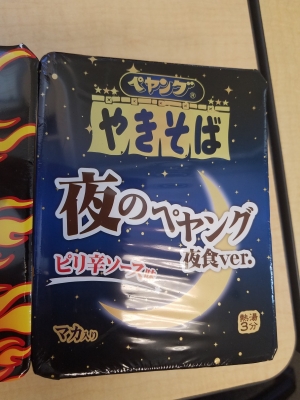 ペヤング®
やきそば
夜のペヤング
夜食ver.
ピリ辛ソース味
マカ入り
熱湯
3分